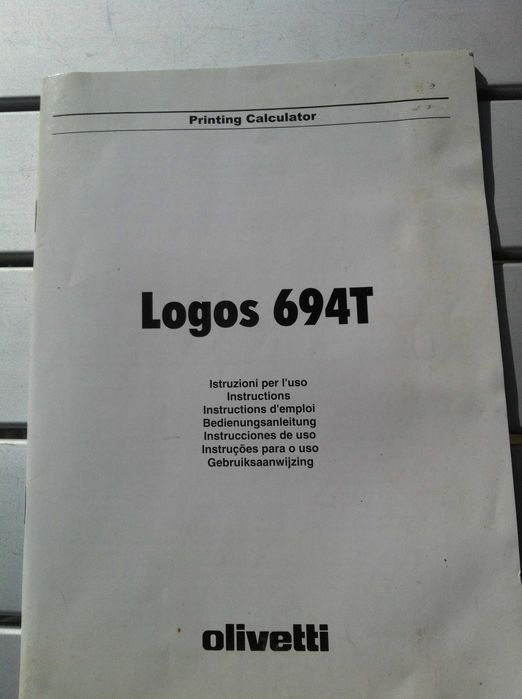 Printing Calculator
Logos 694T
Istruzioni per l'uso
Instructions
Instructions d'emploi
Bedienungsanleitung
Instrucciones de uso
Instruções para o uso
Gebruiksaanwijzing
olivetti